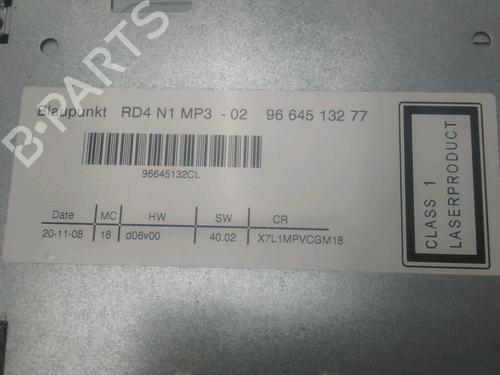 B-PARTS
Blaupunkt RD4 N1 MP3 - 02 96 645 132 77
96645132CL
Date MC HW SW CR
20-11-08 18 d06v00 40.02 X7L1MPVCGM18
CLASS 1
LASERPRODUCT